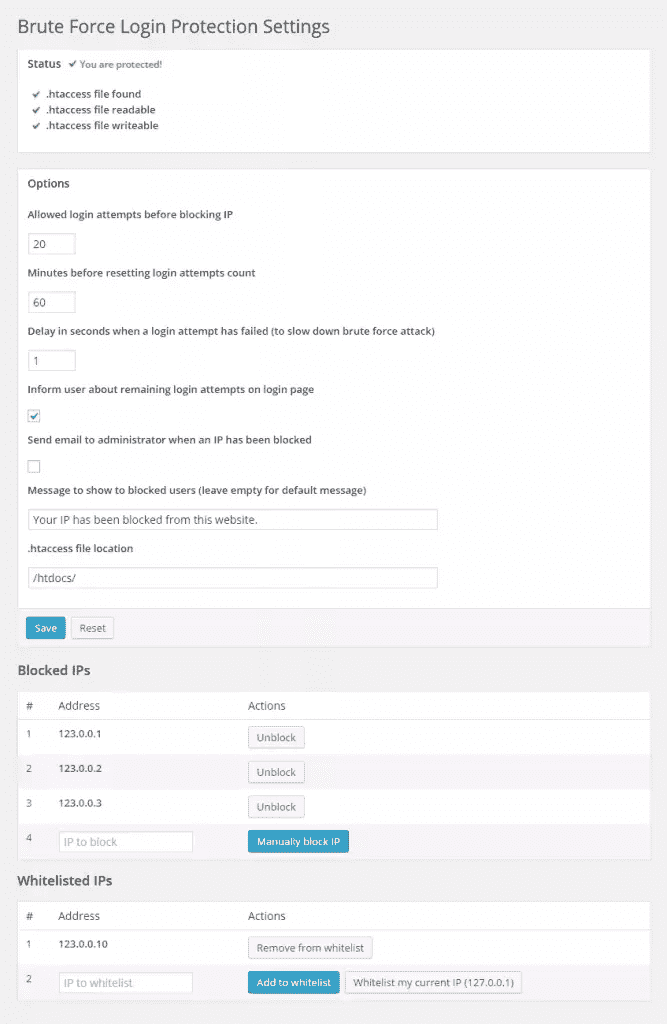 Brute Force Login Protection Settings
Status ✔ You are protected!
✔ .htaccess file found
✔ .htaccess file readable
✔ .htaccess file writeable
Options
Allowed login attempts before blocking IP
20
Minutes before resetting login attempts count
60
Delay in seconds when a login attempt has failed (to slow down brute force attack)
1
Inform user about remaining login attempts on login page
Send email to administrator when an IP has been blocked
Message to show to blocked users (leave empty for default message)
Your IP has been blocked from this website.
.htaccess file location
/htdocs/
Save Reset
Blocked IPs
# Address Actions
1 123.0.0.1 Unblock
2 123.0.0.2 Unblock
3 123.0.0.3 Unblock
4 IP to block Manually block IP
Whitelisted IPs
# Address Actions
1 123.0.0.10 Remove from whitelist
2 IP to whitelist Add to whitelist Whitelist my current IP (127.0.0.1)